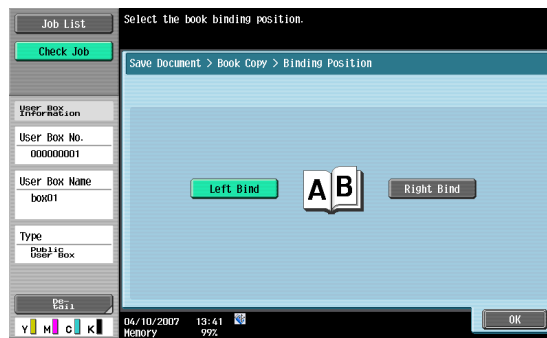 Job List
Select the book binding position.
Check Job
Save Document > Book Copy > Binding Position
User Box
Information
User Box No.
000000001
User Box Name
box01
Left Bind
A B
Right Bind
Type
Public
User Box
De-
tail
Y M C K
04/10/2007 13:41
Memory 99%
OK